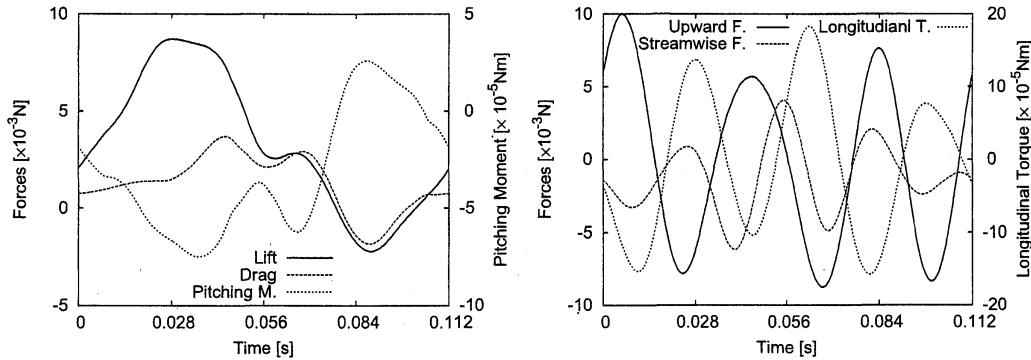 10
5
0
-5
Forces [×10⁻³N]
5
0
-5
-10
Pitching Moment [× 10⁻⁵Nm]
Lift
Drag
Pitching M.
0 0.028 0.056 0.084 0.112
Time [s]
10
5
0
-5
-10
Forces [×10⁻³N]
Upward F. Longitudianl T.
Streamwise F.
20
10
0
-10
-20
Longitudinal Torque [× 10⁻⁵Nm]
0 0.028 0.056 0.084 0.112
Time [s]